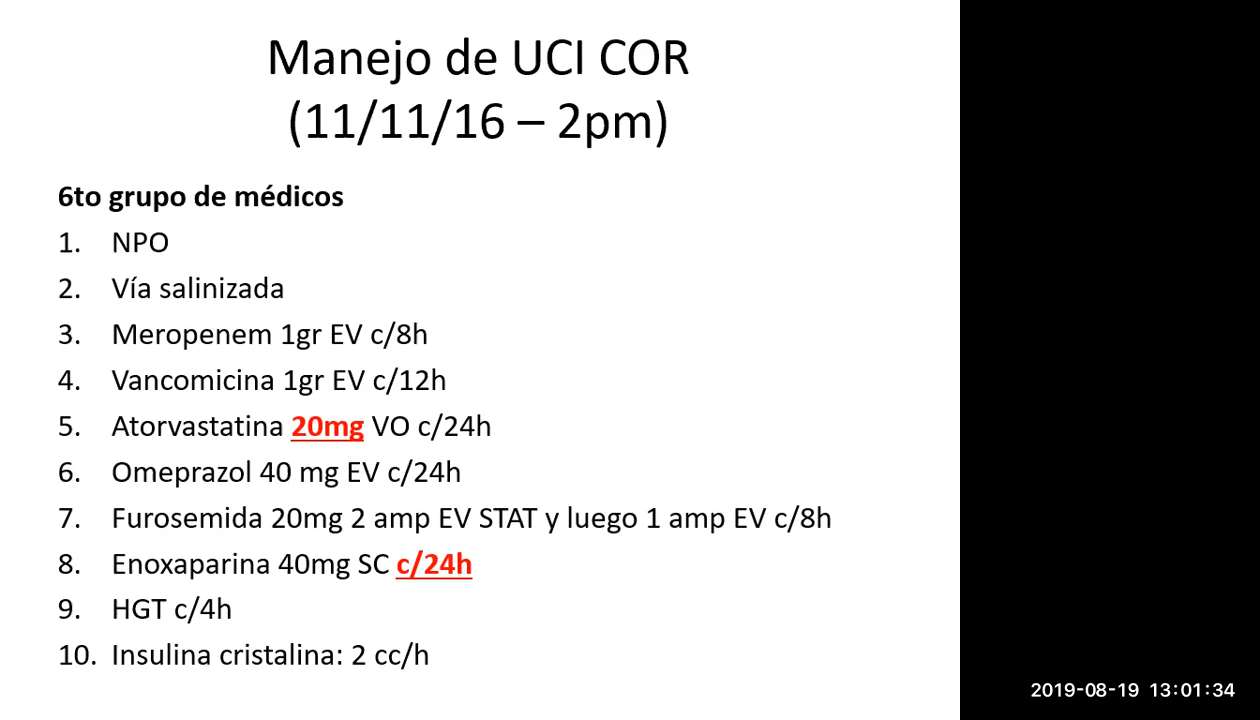 Manejo de UCI COR
(11/11/16 – 2pm)
6to grupo de médicos
1. NPO
2. Vía salinizada
3. Meropenem 1gr EV c/8h
4. Vancomicina 1gr EV c/12h
5. Atorvastatina 20mg VO c/24h
6. Omeprazol 40 mg EV c/24h
7. Furosemida 20mg 2 amp EV STAT y luego 1 amp EV c/8h
8. Enoxaparina 40mg SC c/24h
9. HGT c/4h
10. Insulina cristalina: 2 cc/h
2019-08-19 13:01:34